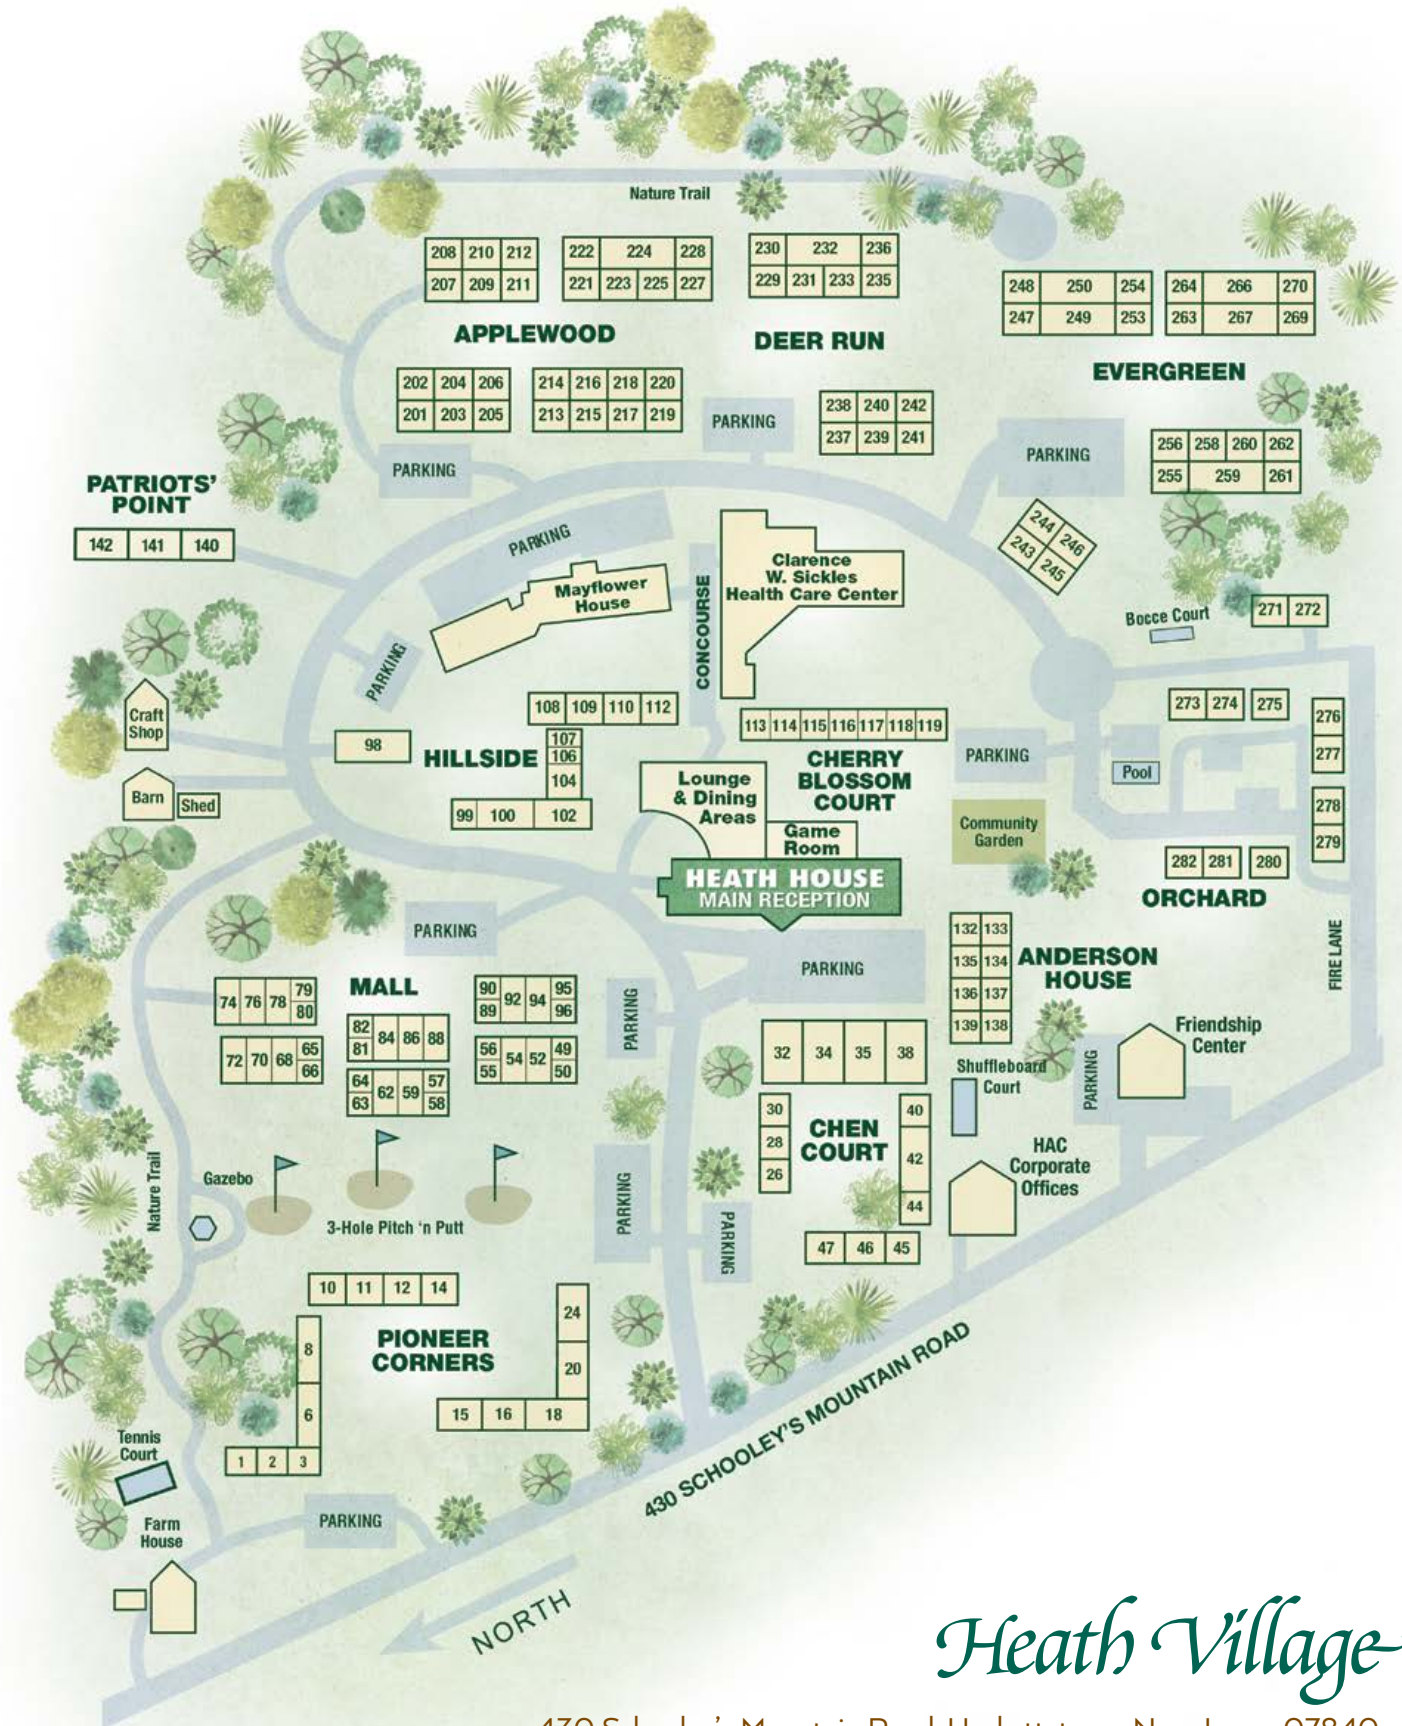 Nature Trail
208 210 212
207 209 211
222 224 228
221 223 225 227
230 232 236
229 231 233 235
248 250 254
247 249 253
264 266 270
263 267 269
APPLEWOOD
DEER RUN
EVERGREEN
202 204 206
201 203 205
214 216 218 220
213 215 217 219
PARKING
238 240 242
237 239 241
PARKING
PARKING
256 258 260 262
255 259 261
PATRIOTS'
POINT
142 141 140
PARKING
Mayflower
House
CONCOURSE
Clarence
W. Sickles
Health Care Center
244 246
243 245
Bocce Court
271 272
PARKING
Craft
Shop
Barn
Shed
98
HILLSIDE
108 109 110 112
107
106
104
99 100 102
113 114 115 116 117 118 119
CHERRY
BLOSSOM
COURT
Lounge
& Dining
Areas
Game
Room
HEATH HOUSE
MAIN RECEPTION
PARKING
Pool
Community
Garden
273 274 275
276
277
278
279
282 281 280
ORCHARD
FIRE LANE
PARKING
PARKING
PARKING
132 133
135 134
136 137
139 138
ANDERSON
HOUSE
Friendship
Center
PARKING
Shuffleboard
Court
HAC
Corporate
Offices
MALL
74 76 78 79
80
72 70 68 65
66
82
81 84 86 88
64
63 62 59 57
58
90
89 92 94 95
96
56
55 54 52 49
50
32 34 35 38
30
28
26
CHEN
COURT
40
42
44
47 46 45
PARKING
PARKING
Nature Trail
Gazebo
3-Hole Pitch 'n Putt
10 11 12 14
8
6
1 2 3
PIONEER
CORNERS
24
20
15 16 18
Tennis
Court
Farm
House
PARKING
430 SCHOOLEY'S MOUNTAIN ROAD
NORTH
Heath Village